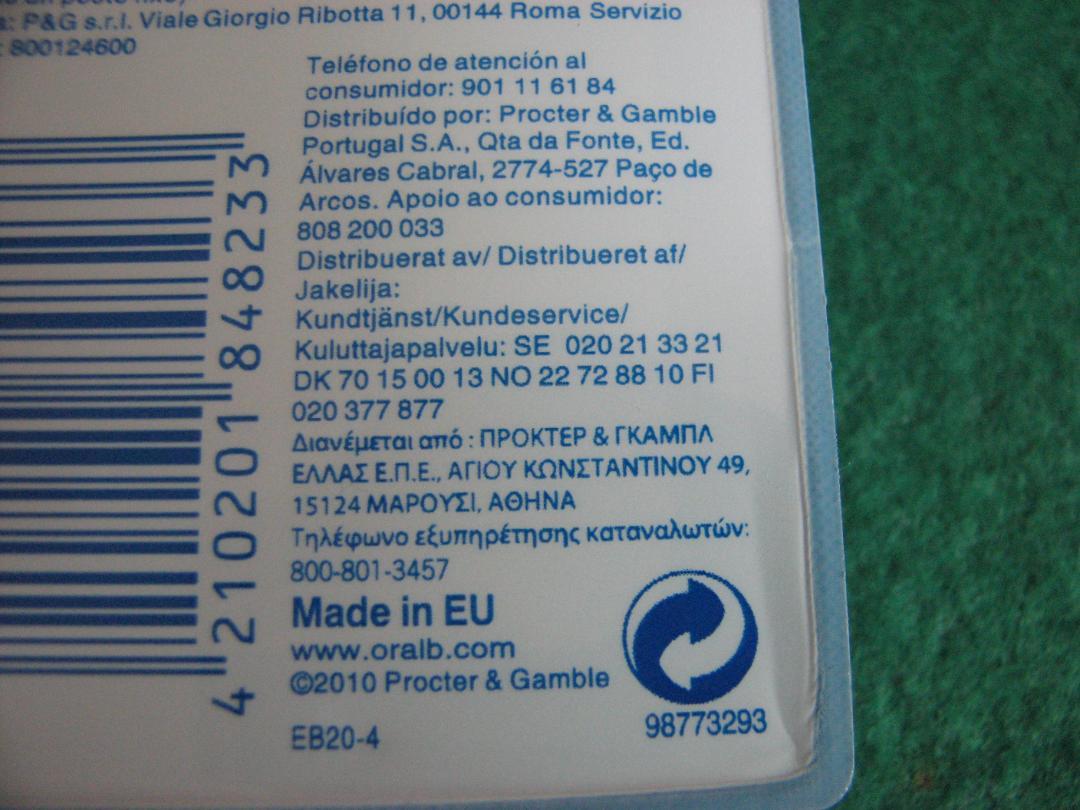 : P&G s.r.l. Viale Giorgio Ribotta 11, 00144 Roma Servizio
: 800124600
Teléfono de atención al
consumidor: 901 11 61 84
Distribuído por: Procter & Gamble
Portugal S.A., Qta da Fonte, Ed.
Álvares Cabral, 2774-527 Paço de
Arcos. Apoio ao consumidor:
808 200 033
Distribuerat av/ Distribueret af/
Jakelija:
Kundtjänst/Kundeservice/
Kuluttajapalvelu: SE 020 21 33 21
DK 70 15 00 13 NO 22 72 88 10 FI
020 377 877
Διανέμεται από : ΠΡΟΚΤΕΡ & ΓΚΑΜΠΛ
ΕΛΛΑΣ Ε.Π.Ε., ΑΓΙΟΥ ΚΩΝΣΤΑΝΤΙΝΟΥ 49,
15124 ΜΑΡΟΥΣΙ, ΑΘΗΝΑ
Τηλέφωνο εξυπηρέτησης καταναλωτών:
800-801-3457
Made in EU
www.oralb.com
©2010 Procter & Gamble
EB20-4
98773293
4 210201 848233